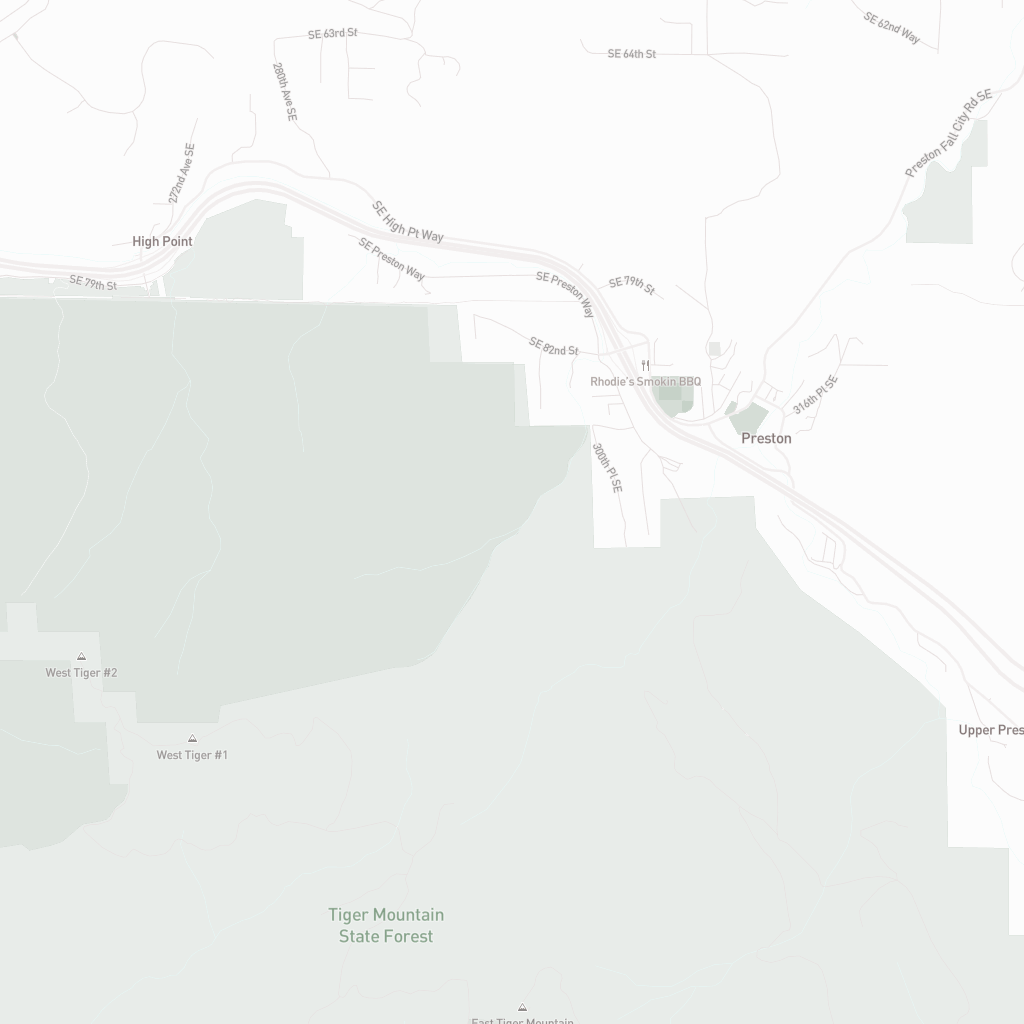 SE 62nd Way
SE 63rd St
SE 64th St
280th Ave SE
Preston Fall City Rd SE
272nd Ave SE
SE High Pt Way
High Point
SE Preston Way
SE 79th St
SE Preston Way
SE 79th St
SE 82nd St
Rhodie's Smokin BBQ
316th Pl SE
Preston
300th Pl SE
West Tiger #2
Upper Pres
West Tiger #1
Tiger Mountain
State Forest
East Tiger Mountain